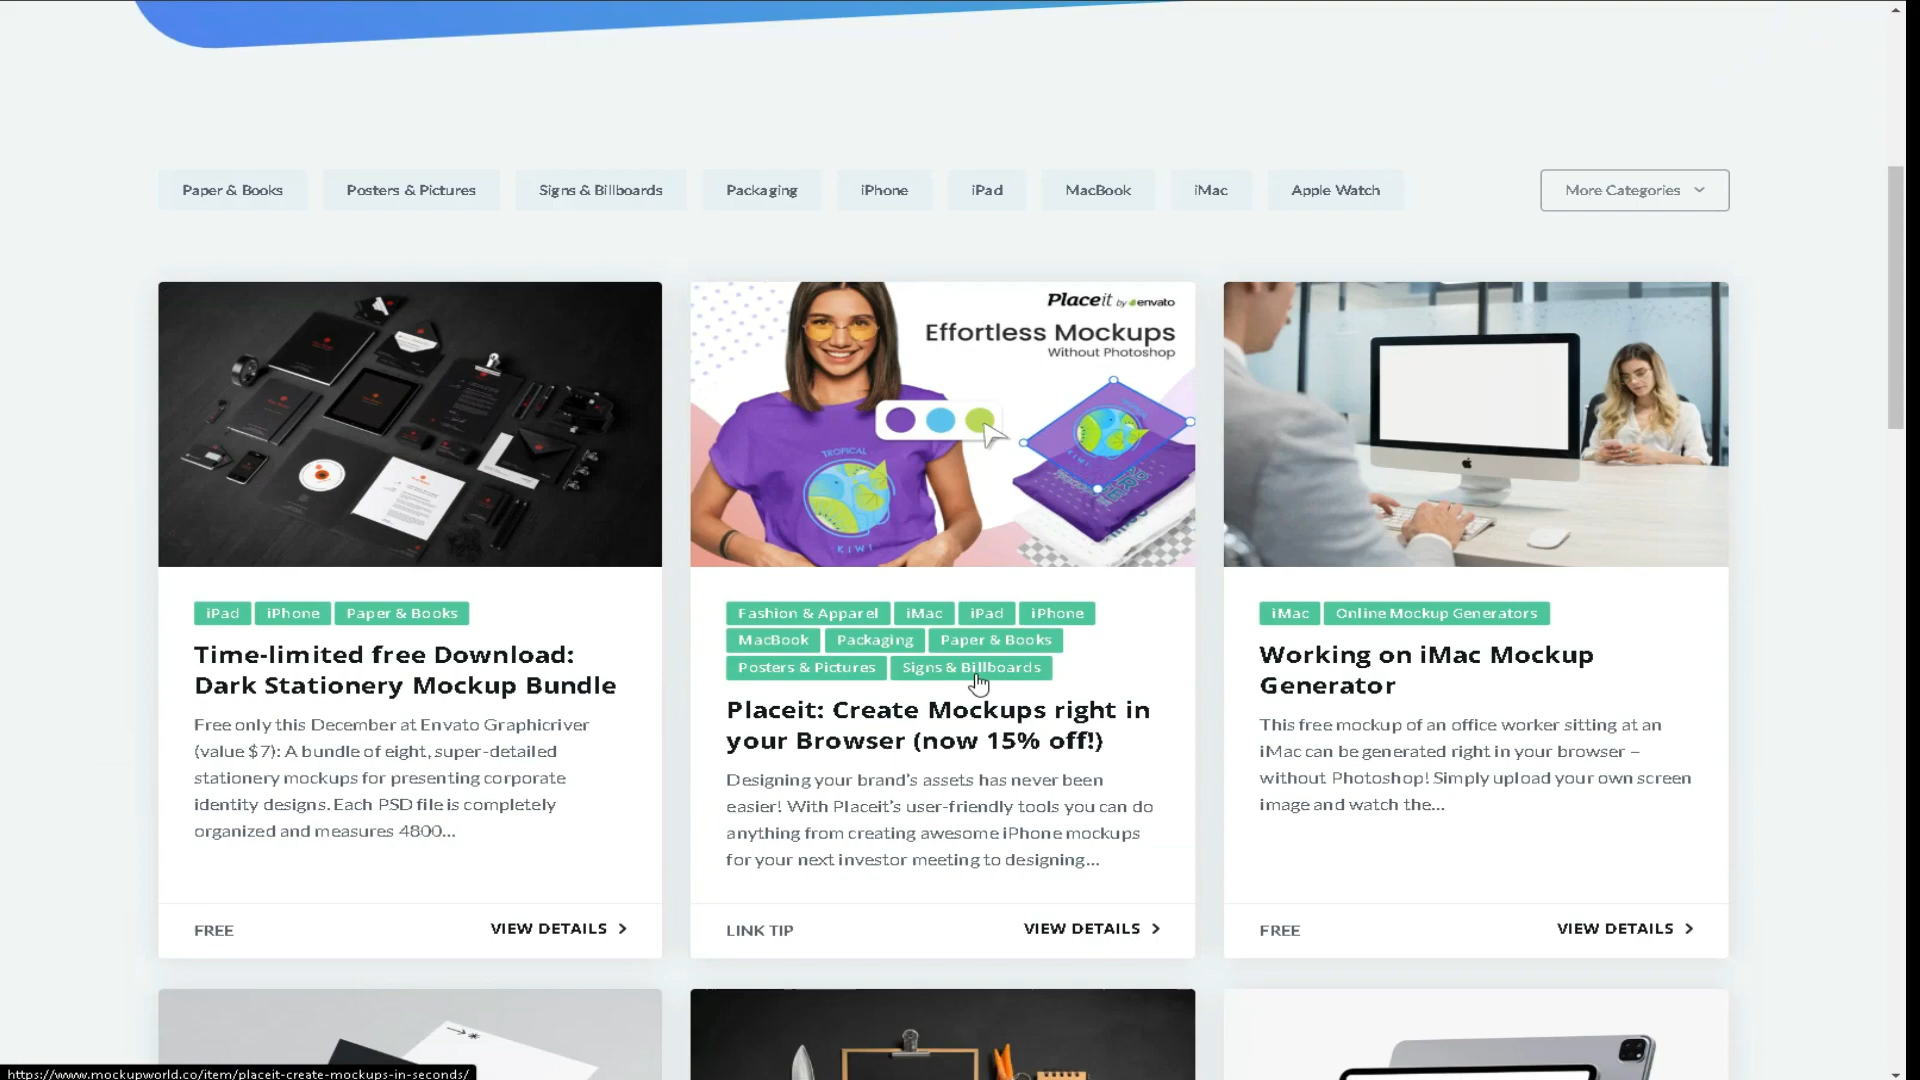 Paper & Books
Posters & Pictures
Signs & Billboards
Packaging
iPhone
iPad
MacBook
iMac
Apple Watch
More Categories
Placeit by envato
Effortless Mockups
Without Photoshop
TROPICAL
KIWI
iPad
iPhone
Paper & Books
Time-limited free Download:
Dark Stationery Mockup Bundle
Free only this December at Envato Graphicriver
(value $7): A bundle of eight, super-detailed
stationery mockups for presenting corporate
identity designs. Each PSD file is completely
organized and measures 4800...
FREE
VIEW DETAILS
Fashion & Apparel
iMac
iPad
iPhone
MacBook
Packaging
Paper & Books
Posters & Pictures
Signs & Billboards
Placeit: Create Mockups right in
your Browser (now 15% off!)
Designing your brand's assets has never been
easier! With Placeit's user-friendly tools you can do
anything from creating awesome iPhone mockups
for your next investor meeting to designing...
LINK TIP
VIEW DETAILS
iMac
Online Mockup Generators
Working on iMac Mockup
Generator
This free mockup of an office worker sitting at an
iMac can be generated right in your browser –
without Photoshop! Simply upload your own screen
image and watch the...
FREE
VIEW DETAILS
https://www.mockupworld.co/item/placeit-create-mockups-in-seconds/